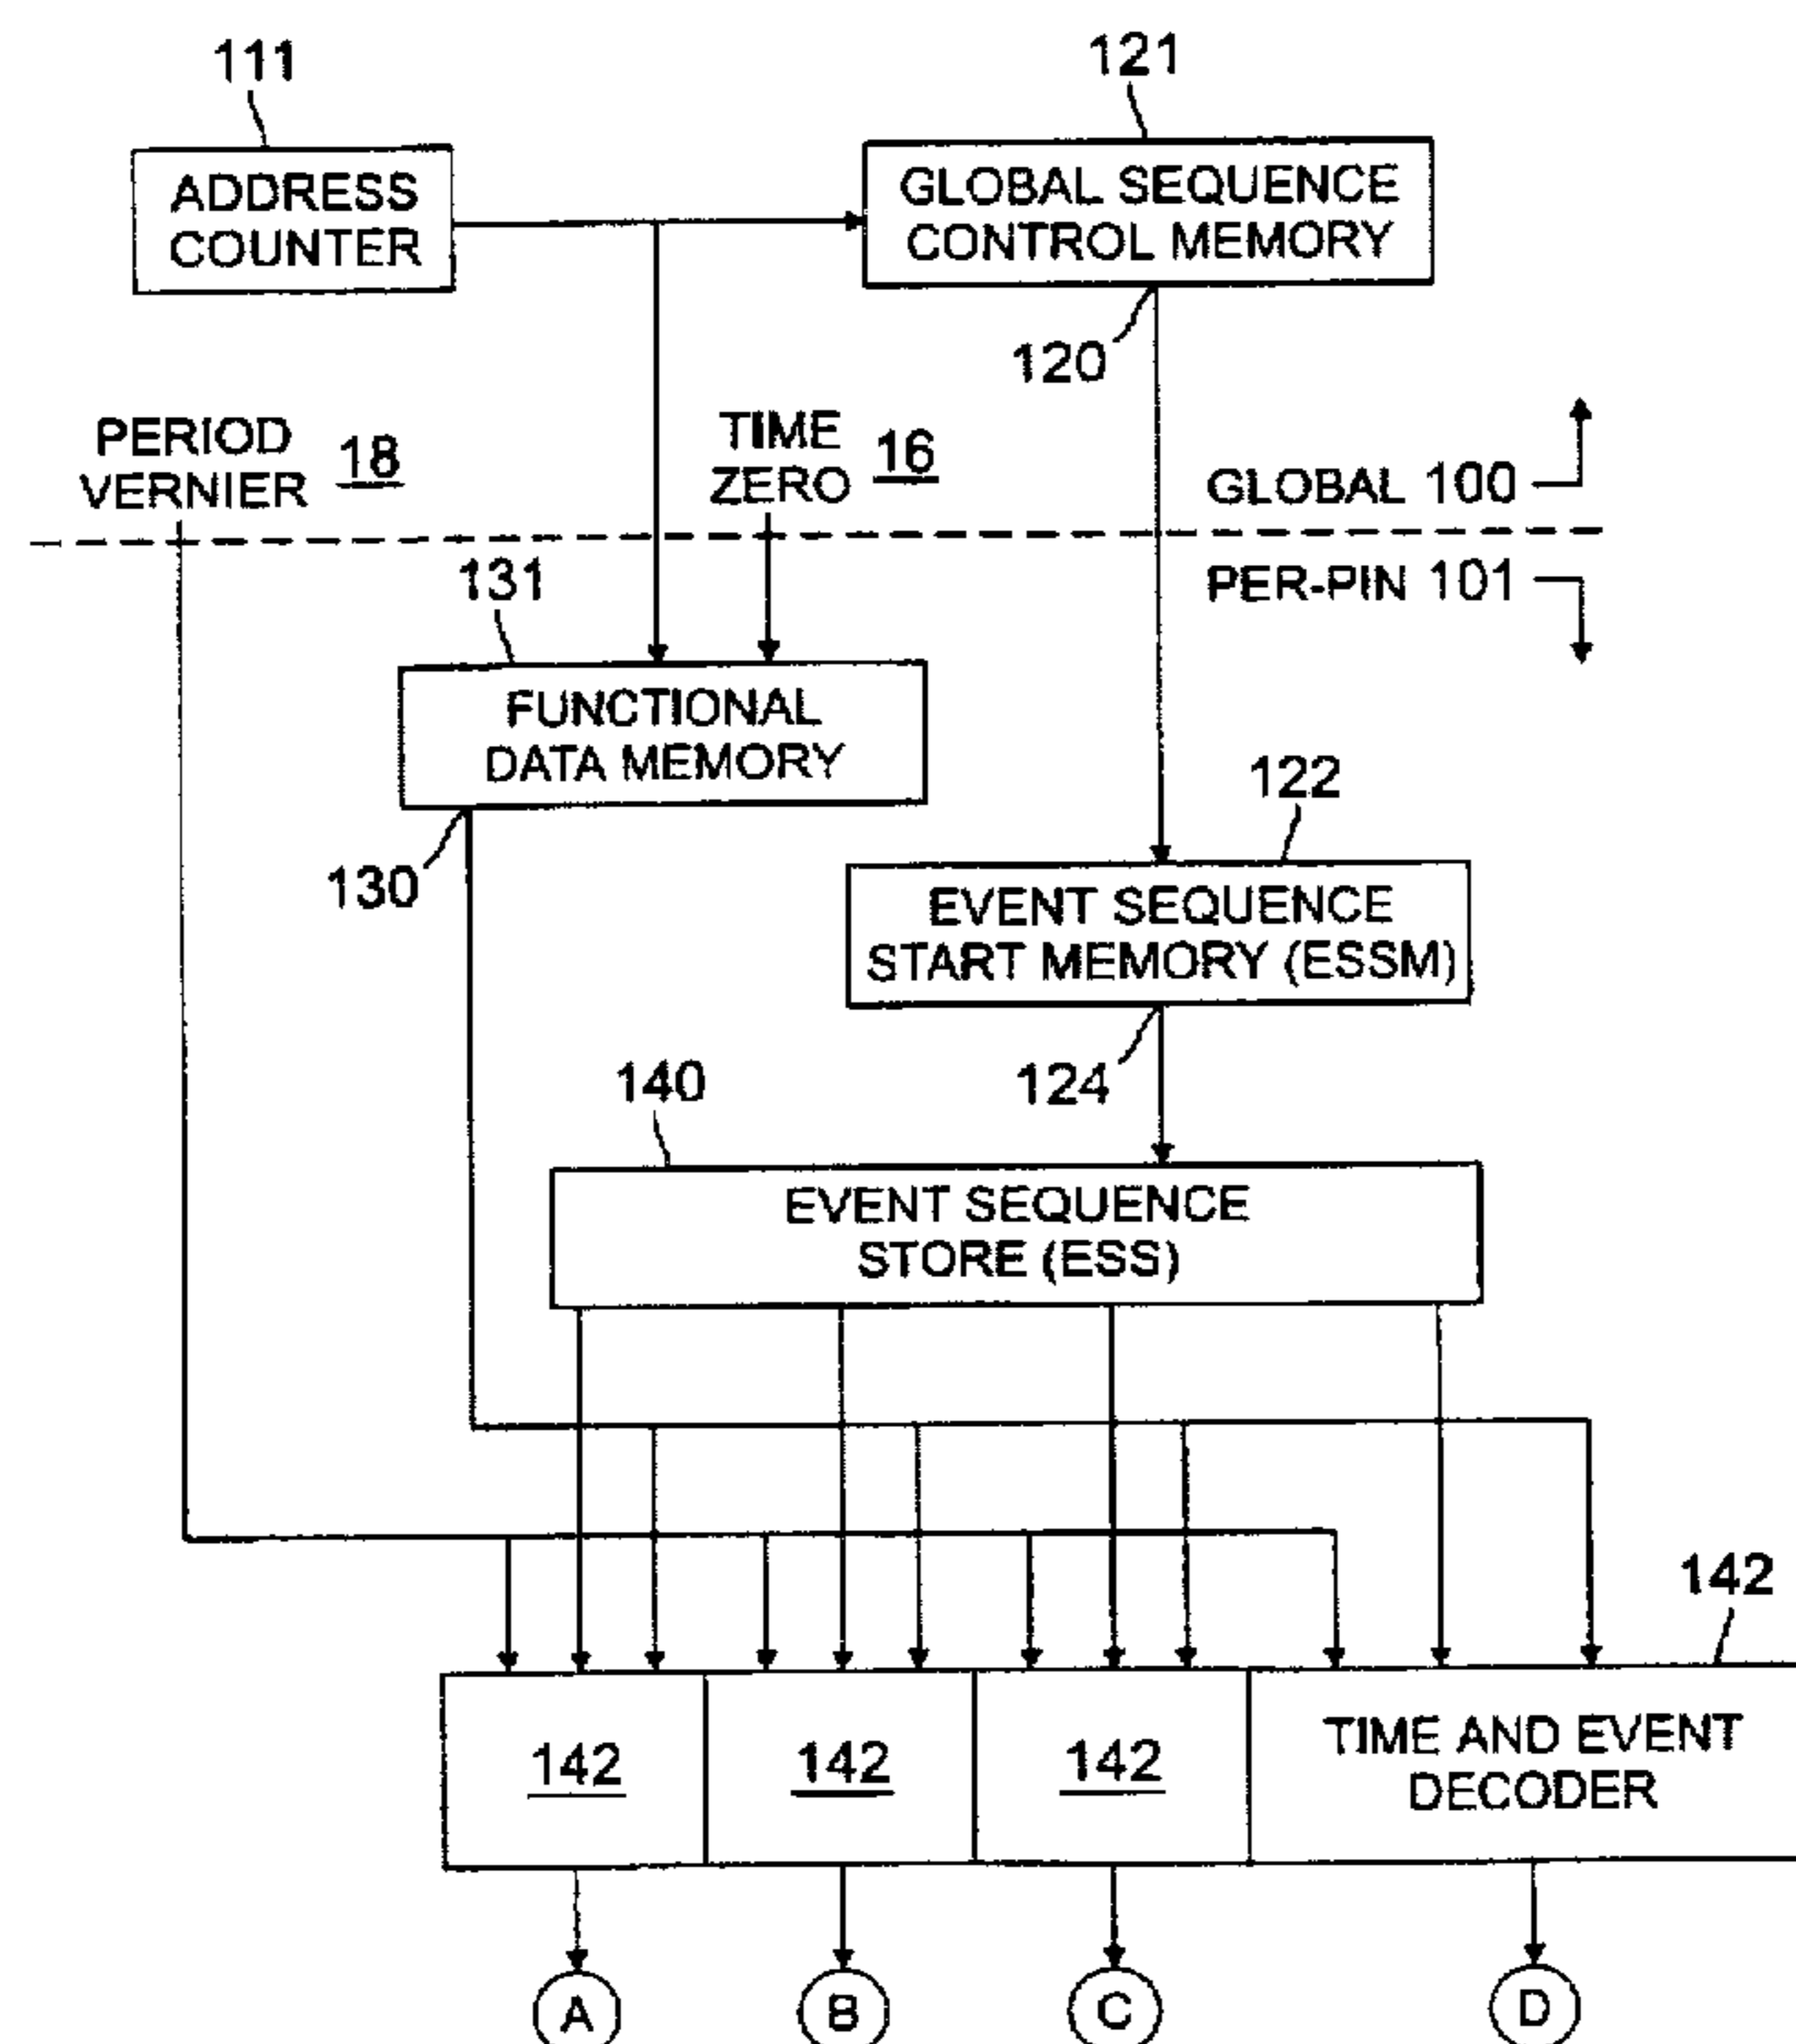 111
121
ADDRESS
COUNTER
GLOBAL SEQUENCE
CONTROL MEMORY
120
PERIOD
VERNIER 18
TIME
ZERO 16
GLOBAL 100
131
PER-PIN 101
FUNCTIONAL
DATA MEMORY
130
122
EVENT SEQUENCE
START MEMORY (ESSM)
124
140
EVENT SEQUENCE
STORE (ESS)
142
142
142
142
TIME AND EVENT
DECODER
A
B
C
D